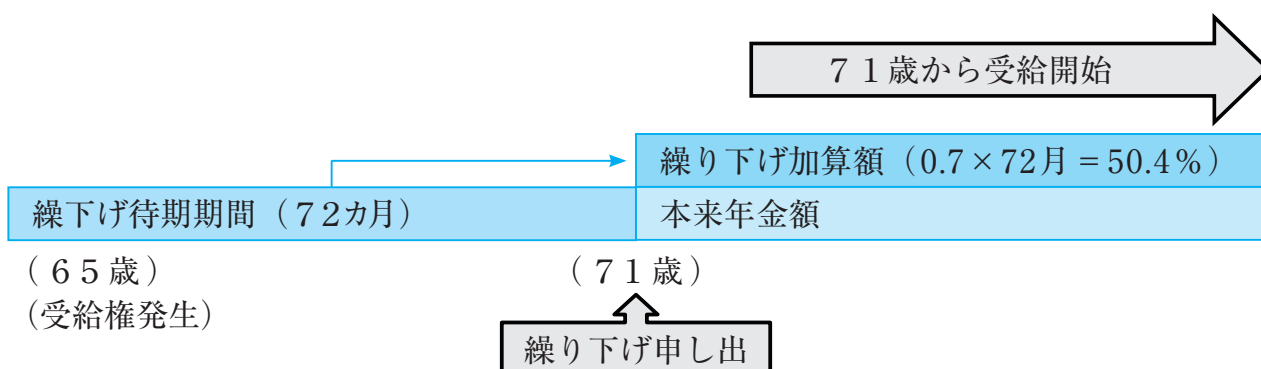 ７１歳から受給開始
繰り下げ加算額（0.7×72月＝50.4％）
繰下げ待期期間（７２カ月）
本来年金額
（６５歳）
（７１歳）
（受給権発生）
繰り下げ申し出